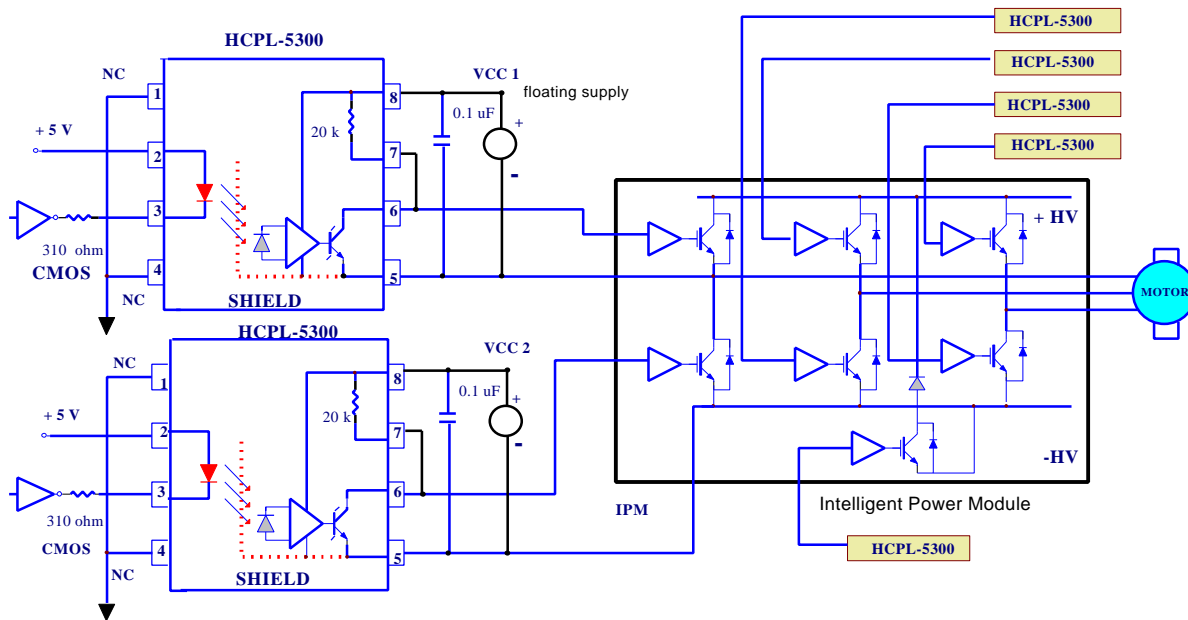 HCPL-5300
HCPL-5300
NC
1
8
VCC 1
floating supply
HCPL-5300
+ 5 V
20 k
0.1 uF
+
HCPL-5300
2
7
-
HCPL-5300
3
6
+ HV
310 ohm
CMOS
4
5
NC
SHIELD
MOTOR
HCPL-5300
NC
1
8
VCC 2
+ 5 V
20 k
0.1 uF
+
2
7
-
3
6
-HV
310 ohm
IPM
Intelligent Power Module
CMOS
4
5
HCPL-5300
NC
SHIELD